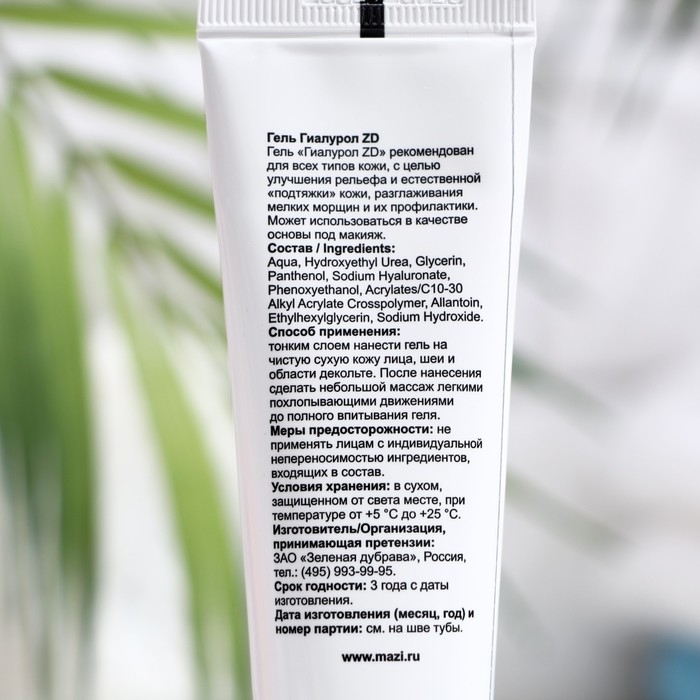 Гель Гиалурол ZD
Гель «Гиалурол ZD» рекомендован
для всех типов кожи, с целью
улучшения рельефа и естественной
«подтяжки» кожи, разглаживания
мелких морщин и их профилактики.
Может использоваться в качестве
основы под макияж.
Состав / Ingredients:
Aqua, Hydroxyethyl Urea, Glycerin,
Panthenol, Sodium Hyaluronate,
Phenoxyethanol, Acrylates/C10-30
Alkyl Acrylate Crosspolymer, Allantoin,
Ethylhexylglycerin, Sodium Hydroxide.
Способ применения:
тонким слоем нанести гель на
чистую сухую кожу лица, шеи и
области декольте. После нанесения
сделать небольшой массаж легкими
похлопывающими движениями
до полного впитывания геля.
Меры предосторожности: не
применять лицам с индивидуальной
непереносимостью ингредиентов,
входящих в состав.
Условия хранения: в сухом,
защищенном от света месте, при
температуре от +5 °С до +25 °С.
Изготовитель/Организация,
принимающая претензии:
ЗАО «Зеленая дубрава», Россия,
тел.: (495) 993-99-95.
Срок годности: 3 года с даты
изготовления.
Дата изготовления (месяц, год) и
номер партии: см. на шве тубы.
www.mazi.ru